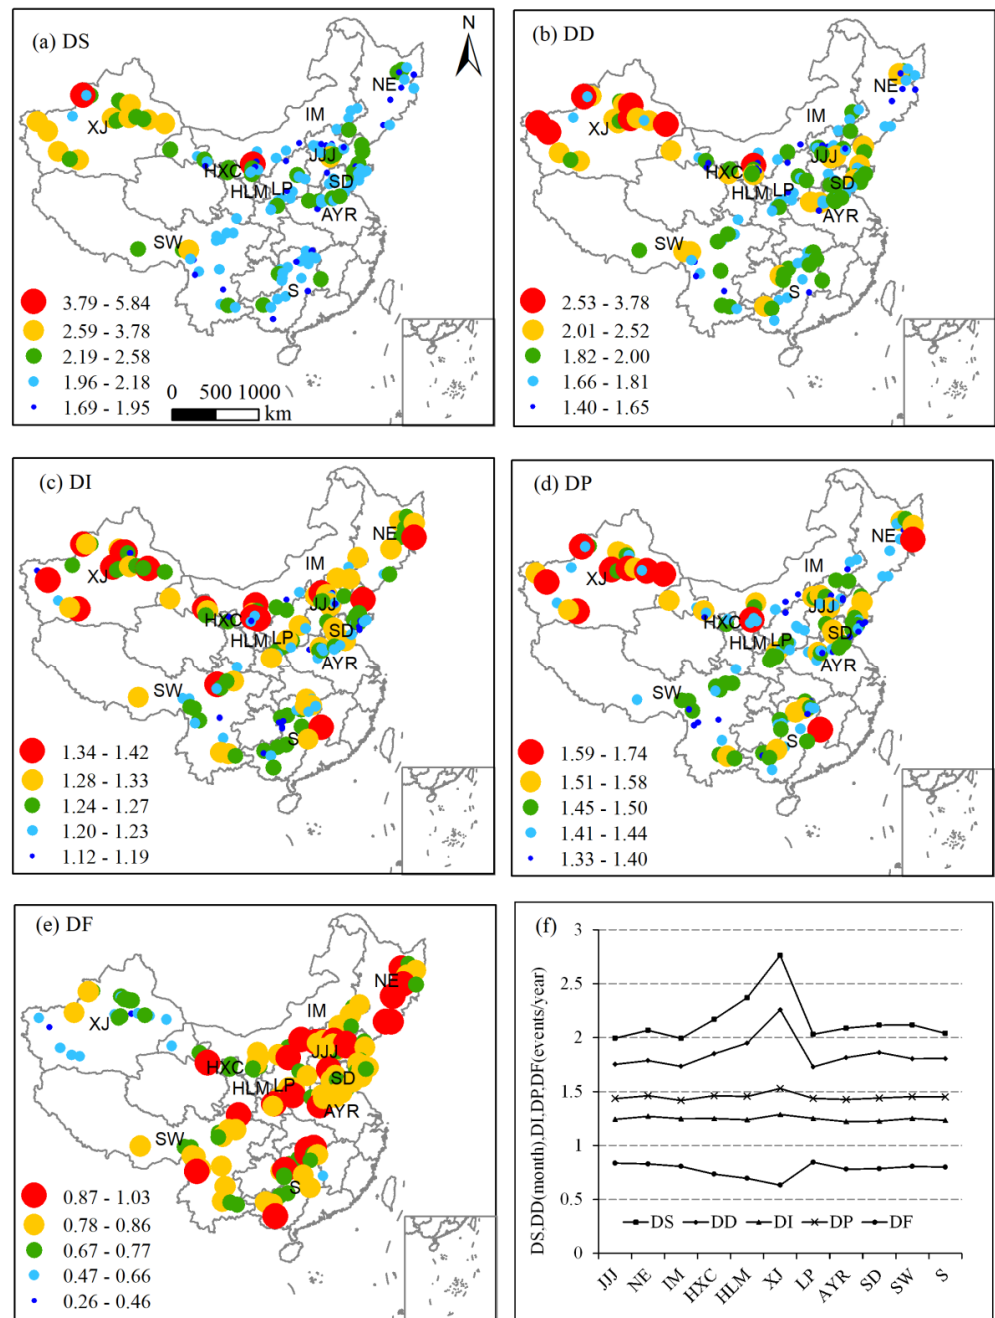 (a) DS
N
NE
IM
XJ
JJJ
HXC
HLM
LP
SD
AYR
SW
S
3.79 - 5.84
2.59 - 3.78
2.19 - 2.58
1.96 - 2.18
1.69 - 1.95
0 500 1000
km
(b) DD
NE
IM
XJ
JJJ
HXC
HLM
LP
SD
AYR
SW
S
2.53 - 3.78
2.01 - 2.52
1.82 - 2.00
1.66 - 1.81
1.40 - 1.65
(c) DI
NE
IM
XJ
JJJ
HXC
HLM
LP
SD
AYR
SW
S
1.34 - 1.42
1.28 - 1.33
1.24 - 1.27
1.20 - 1.23
1.12 - 1.19
(d) DP
NE
IM
XJ
JJJ
HXC
HLM
LP
SD
AYR
SW
S
1.59 - 1.74
1.51 - 1.58
1.45 - 1.50
1.41 - 1.44
1.33 - 1.40
(e) DF
NE
IM
XJ
JJJ
HXC
HLM
LP
SD
AYR
SW
S
0.87 - 1.03
0.78 - 0.86
0.67 - 0.77
0.47 - 0.66
0.26 - 0.46
(f)
DS,DD(month),DI,DP,DF(events/year)
3
2.5
2
1.5
1
0.5
0
DS DD DI DP DF
JJJ NE IM HXC HLM XJ LP AYR SD SW S